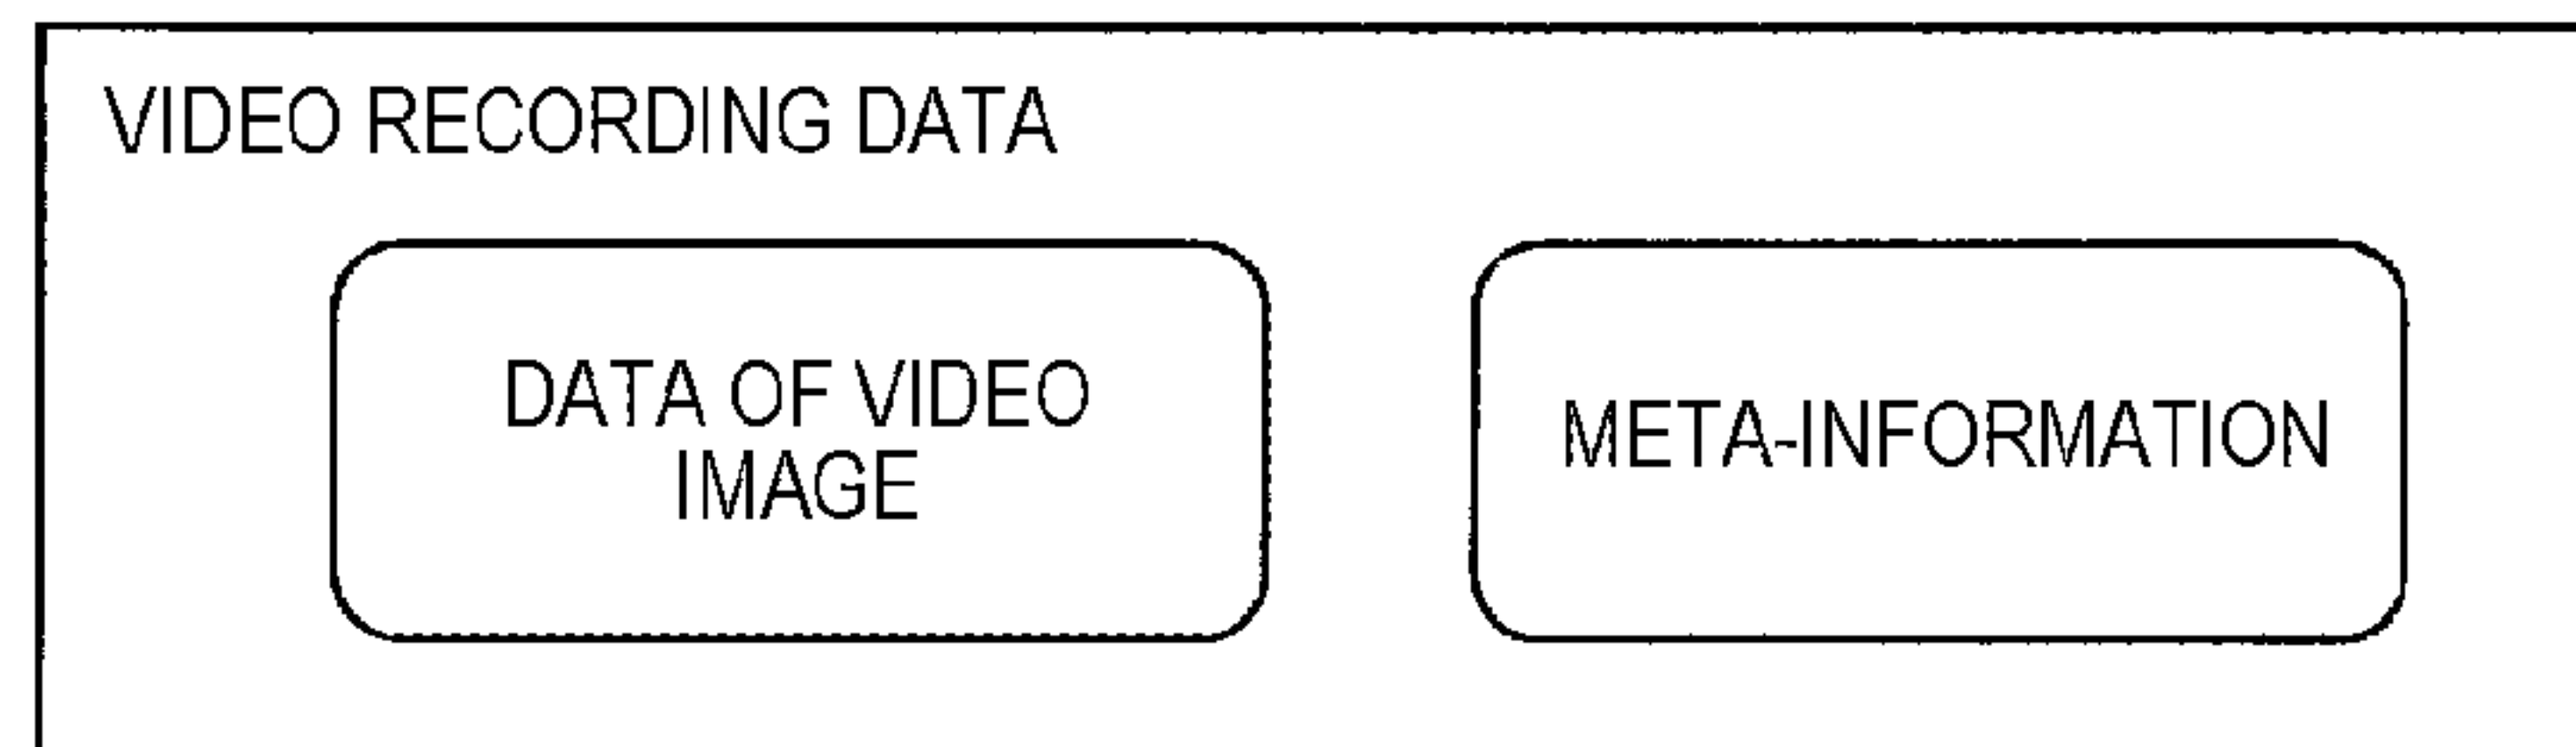 VIDEO RECORDING DATA
DATA OF VIDEO
IMAGE
META-INFORMATION